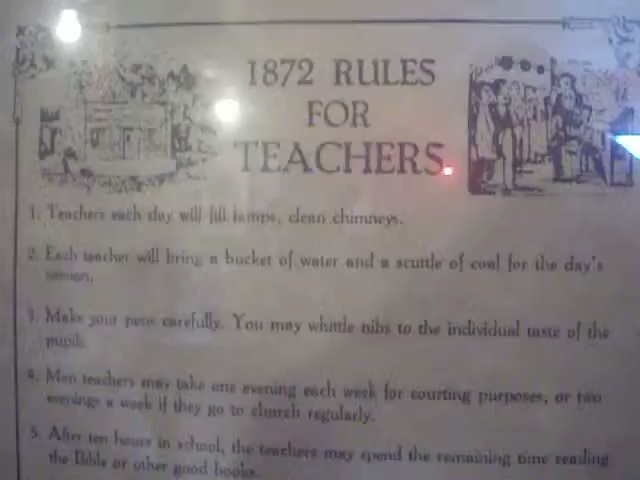 1872 RULES
FOR
TEACHERS.
1. Teachers each day will fill lamps, clean chimneys.
2. Each teacher will bring a bucket of water and a scuttle of coal for the day's
session.
3. Make your pens carefully. You may whittle nibs to the individual taste of the
pupils.
4. Men teachers may take one evening each week for courting purposes, or two
evenings a week if they go to church regularly.
5. After ten hours in school, the teachers may spend the remaining time reading
the Bible or other good books.